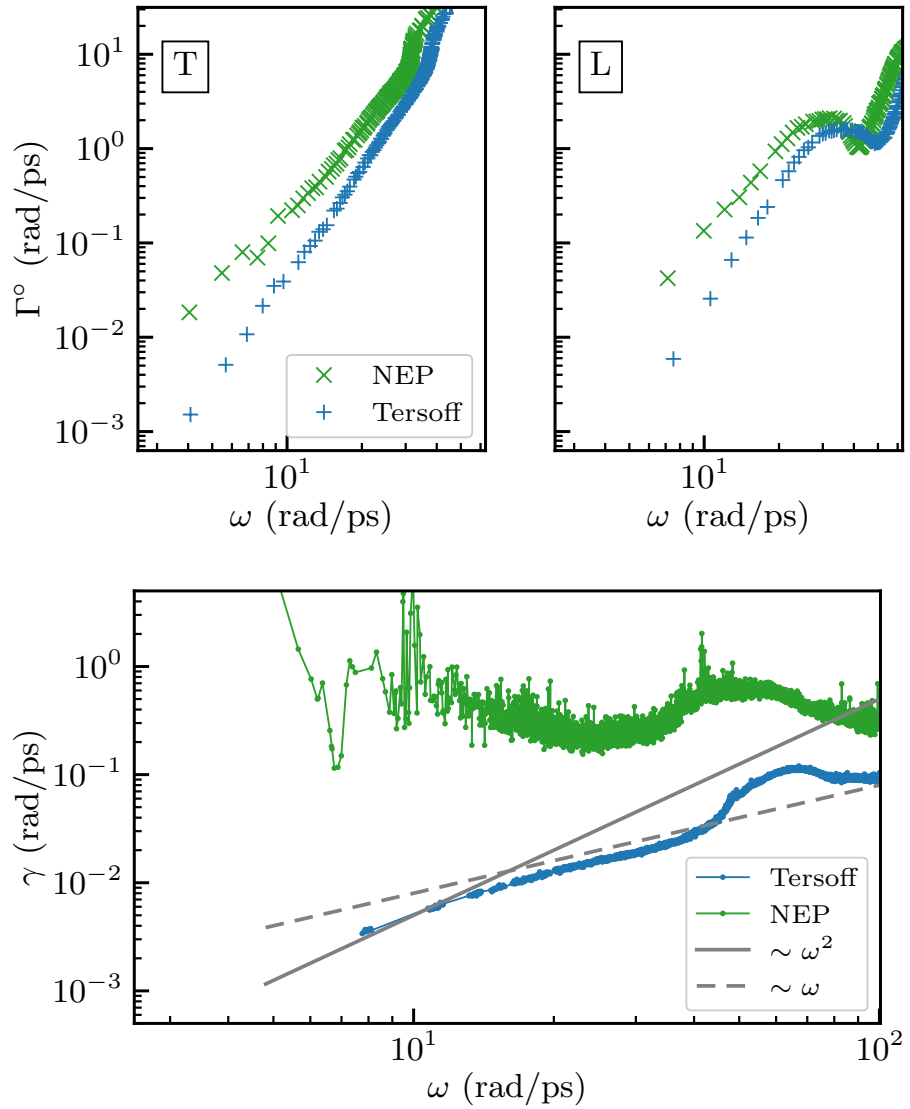 T
L
10¹
10⁰
10⁻¹
10⁻²
10⁻³
Γ° (rad/ps)
NEP
Tersoff
10¹
10¹
ω (rad/ps)
ω (rad/ps)
10⁰
10⁻¹
10⁻²
10⁻³
γ (rad/ps)
Tersoff
NEP
∼ ω²
∼ ω
10¹
10²
ω (rad/ps)